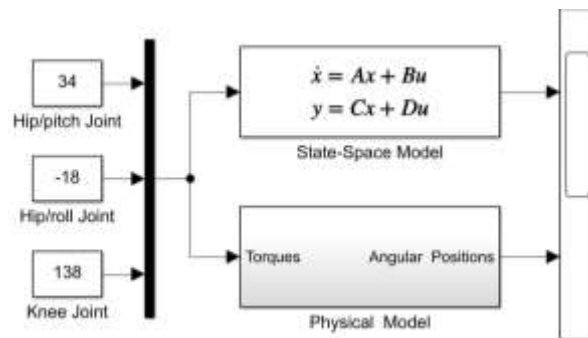 34
Hip/pitch Joint
-18
Hip/roll Joint
138
Knee Joint
ẋ = Ax + Bu
y = Cx + Du
State-Space Model
Torques
Angular Positions
Physical Model